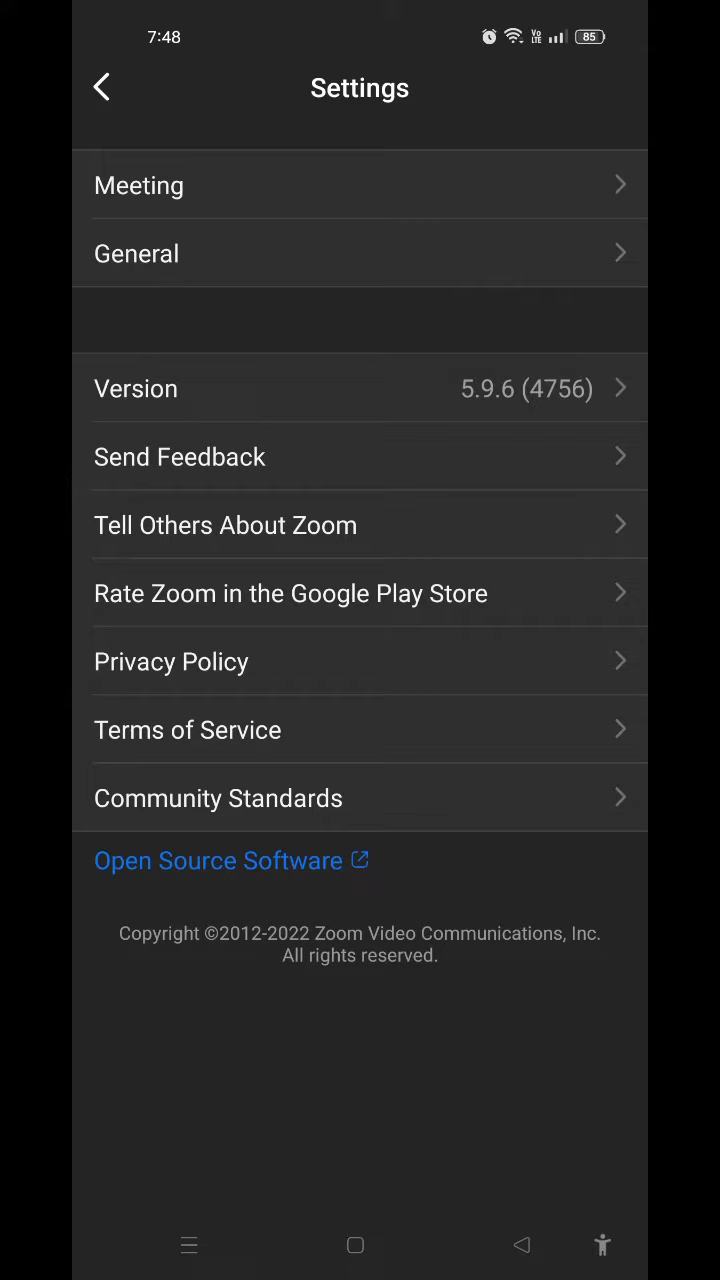 7:48
Vo
LTE
85
Settings
Meeting
General
Version 5.9.6 (4756)
Send Feedback
Tell Others About Zoom
Rate Zoom in the Google Play Store
Privacy Policy
Terms of Service
Community Standards
Open Source Software
Copyright ©2012-2022 Zoom Video Communications, Inc.
All rights reserved.